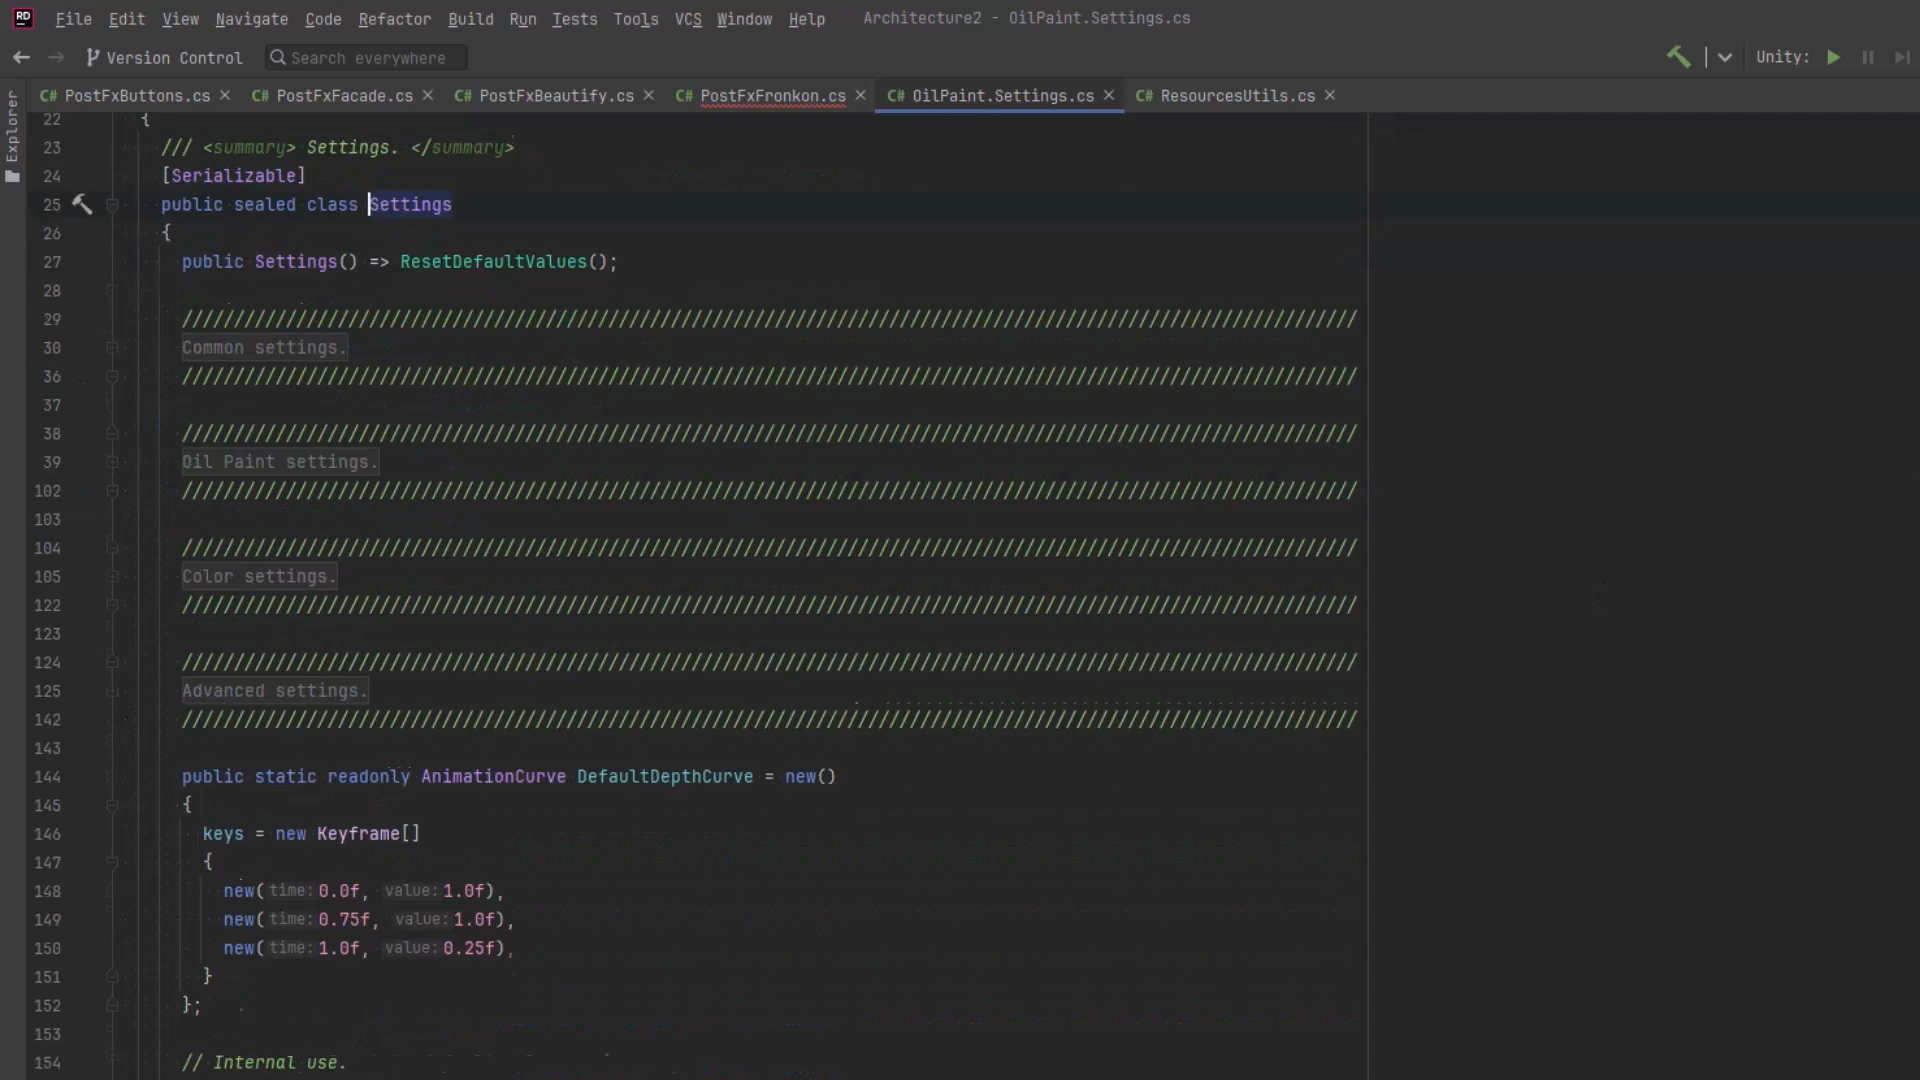 RD File Edit View Navigate Code Refactor Build Run Tests Tools VCS Window Help Architecture2 - OilPaint.Settings.cs
Version Control Search everywhere Unity:
Explorer
C# PostFxButtons.cs C# PostFxFacade.cs C# PostFxBeautify.cs C# PostFxFronkon.cs C# OilPaint.Settings.cs C# ResourcesUtils.cs
22 {
23 /// <summary> Settings. </summary>
24 [Serializable]
25 public sealed class Settings
26 {
27 public Settings() => ResetDefaultValues();
28
29 /////////////////////////////////////////////////////////////////////////////////////////////////////////////////
30 Common settings.
36 /////////////////////////////////////////////////////////////////////////////////////////////////////////////////
37
38 /////////////////////////////////////////////////////////////////////////////////////////////////////////////////
39 Oil Paint settings.
102 /////////////////////////////////////////////////////////////////////////////////////////////////////////////////
103
104 /////////////////////////////////////////////////////////////////////////////////////////////////////////////////
105 Color settings.
122 /////////////////////////////////////////////////////////////////////////////////////////////////////////////////
123
124 /////////////////////////////////////////////////////////////////////////////////////////////////////////////////
125 Advanced settings.
142 /////////////////////////////////////////////////////////////////////////////////////////////////////////////////
143
144 public static readonly AnimationCurve DefaultDepthCurve = new()
145 {
146 keys = new Keyframe[]
147 {
148 new(time: 0.0f, value: 1.0f),
149 new(time: 0.75f, value: 1.0f),
150 new(time: 1.0f, value: 0.25f),
151 }
152 };
153
154 // Internal use.